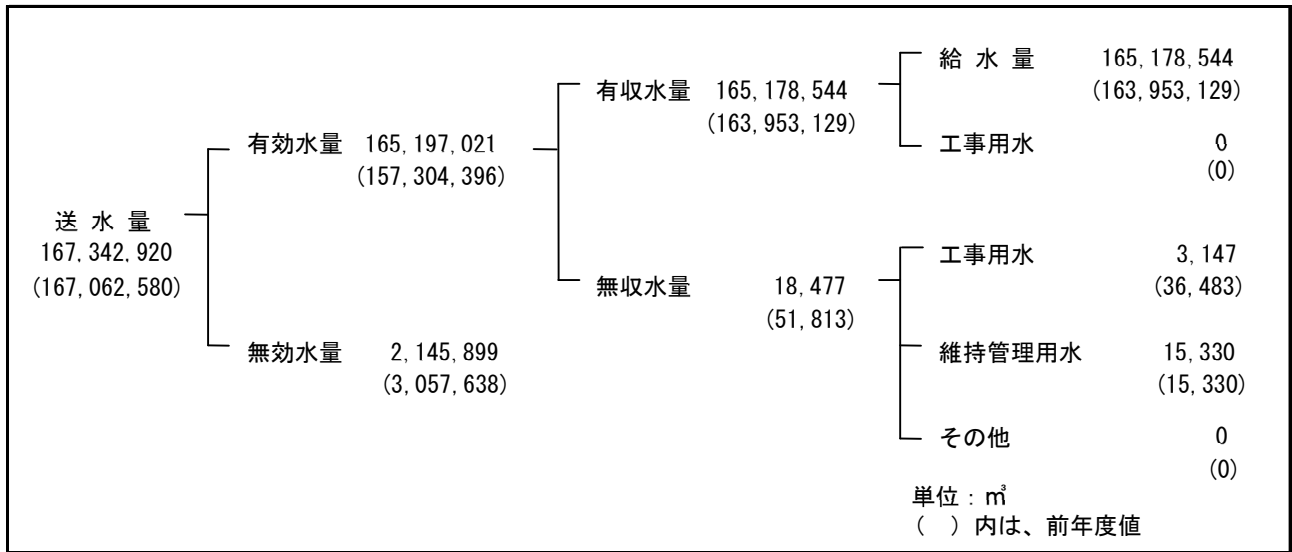 送 水 量
167,342,920
(167,062,580)
有効水量 165,197,021
(157,304,396)
無効水量 2,145,899
(3,057,638)
有収水量 165,178,544
(163,953,129)
無収水量 18,477
(51,813)
給 水 量 165,178,544
(163,953,129)
工事用水 0
(0)
工事用水 3,147
(36,483)
維持管理用水 15,330
(15,330)
その他 0
(0)
単位：㎥
（　）内は、前年度値